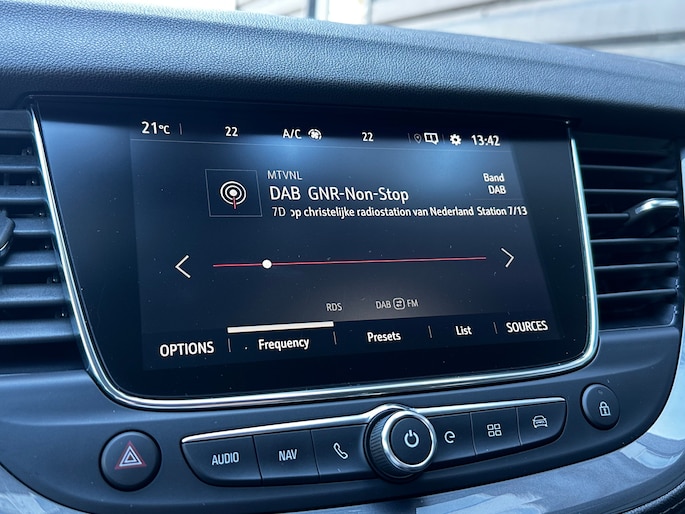 21°C 22 A/C 22 13:42
MTVNL
DAB GNR-Non-Stop
7D op christelijke radiostation van Nederland Station 7/13
Band
DAB
RDS DAB FM
OPTIONS Frequency Presets List SOURCES
AUDIO NAV